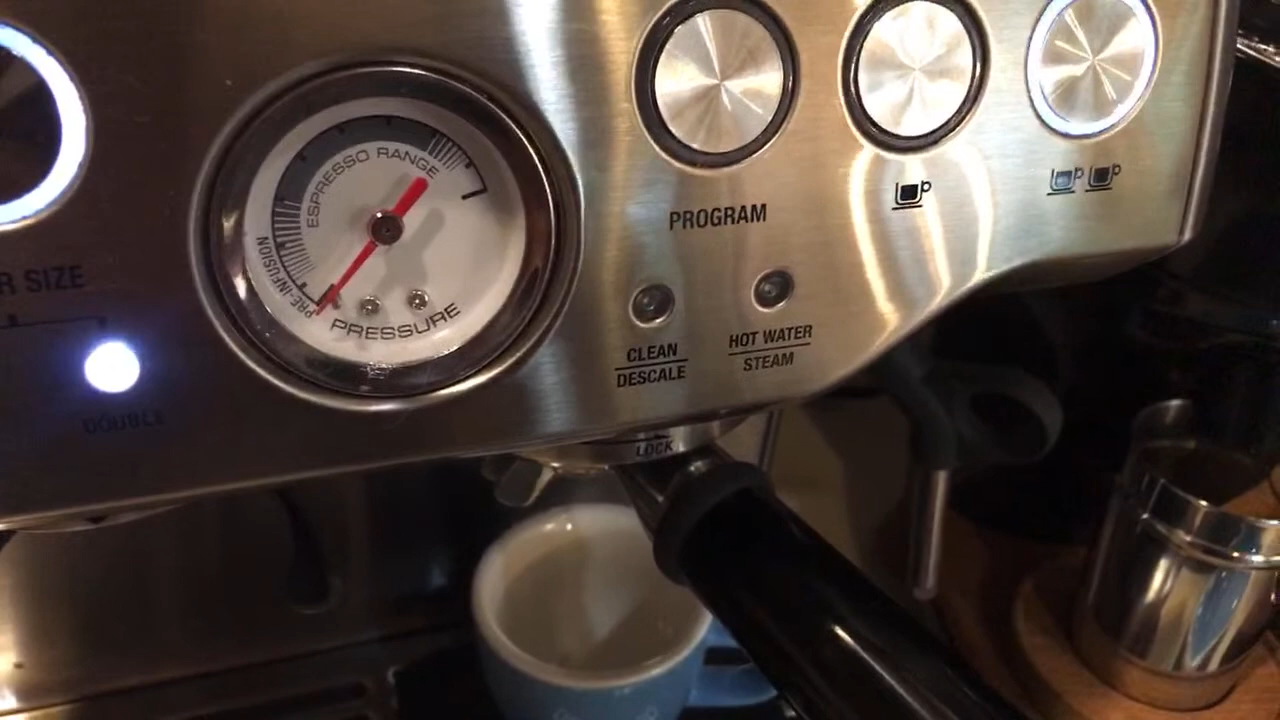 ESPRESSO RANGE
PRE-INFUSION
PRESSURE
R SIZE
DOUBLE
PROGRAM
CLEAN
DESCALE
HOT WATER
STEAM
LOCK